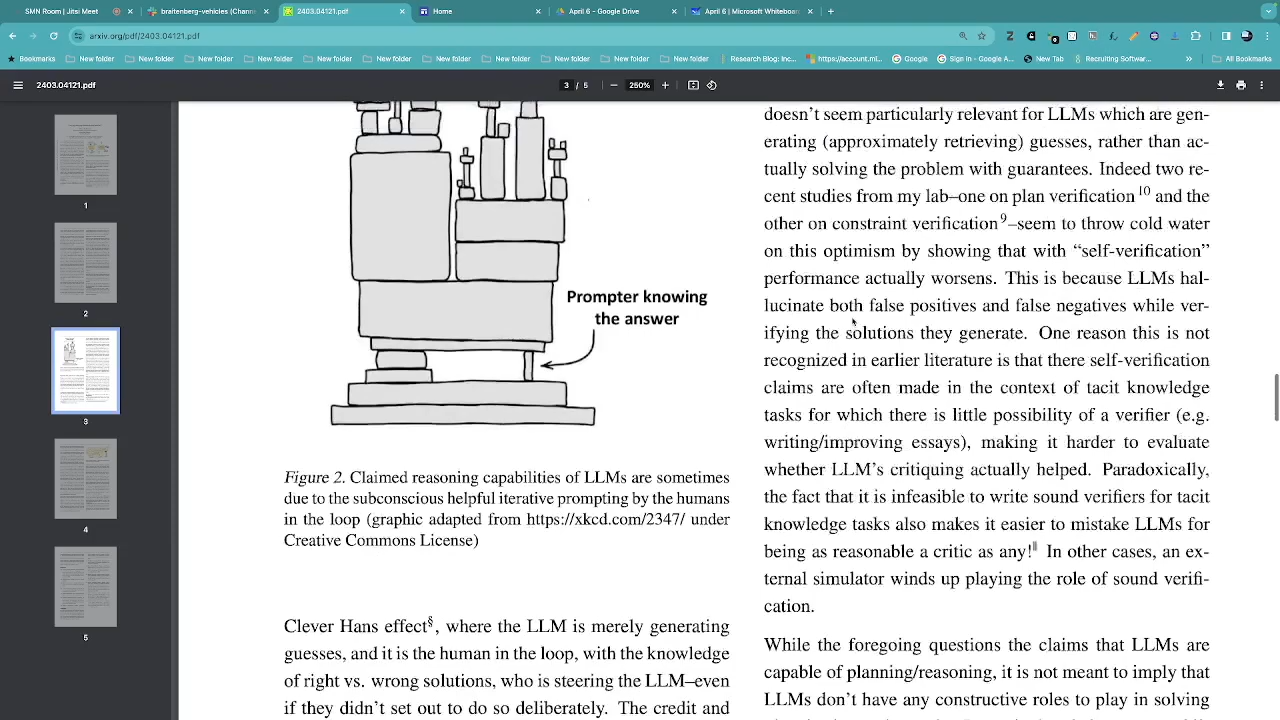 SMN Room | Itsy.Social
braitenberg-vehicles (Channe
2403.04121.pdf
Home
April 6 - Google Drive
April 6 | Microsoft Whiteboard
arxiv.org/pdf/2403.04121.pdf
Bookmarks
New folder
New folder
New folder
New folder
New folder
New folder
New folder
New folder
New folder
New folder
Research Blog: Inc...
https://account.mi...
Google
Sign In - Google A...
New Tab
Recruiting Softwar...
»
All Bookmarks
2403.04121.pdf
3 / 5
250%
1
2
3
4
5
Prompter knowing
the answer
Figure 2. Claimed reasoning capabilities of LLMs are sometimes
due to the subconscious helpful iterative prompting by the humans
in the loop (graphic adapted from https://xkcd.com/2347/ under
Creative Commons License)
Clever Hans effect§, where the LLM is merely generating
guesses, and it is the human in the loop, with the knowledge
of right vs. wrong solutions, who is steering the LLM–even
if they didn't set out to do so deliberately. The credit and
doesn't seem particularly relevant for LLMs which are gen-
erating (approximately retrieving) guesses, rather than ac-
tually solving the problem with guarantees. Indeed two re-
cent studies from my lab–one on plan verification 10 and the
other on constraint verification 9–seem to throw cold water
on this optimism by showing that with "self-verification"
performance actually worsens. This is because LLMs hal-
lucinate both false positives and false negatives while ver-
ifying the solutions they generate. One reason this is not
recognized in earlier literature is that there self-verification
claims are often made in the context of tacit knowledge
tasks for which there is little possibility of a verifier (e.g.
writing/improving essays), making it harder to evaluate
whether LLM's critiquing actually helped. Paradoxically,
the fact that it is infeasible to write sound verifiers for tacit
knowledge tasks also makes it easier to mistake LLMs for
being as reasonable a critic as any!‖ In other cases, an ex-
ternal simulator winds up playing the role of sound verifi-
cation.
While the foregoing questions the claims that LLMs are
capable of planning/reasoning, it is not meant to imply that
LLMs don't have any constructive roles to play in solving